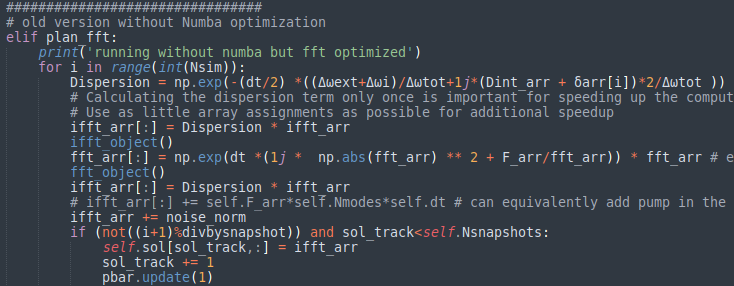 ################################
# old version without Numba optimization
elif plan_fft:
print('running without numba but fft optimized')
for i in range(int(Nsim)):
Dispersion = np.exp(-(dt/2) *((Δωext+Δωi)/Δωtot+1j*(Dint_arr + δarr[i])*2/Δωtot ))
# Calculating the dispersion term only once is important for speeding up the comput
# Use as little array assignments as possible for additional speedup
ifft_arr[:] = Dispersion * ifft_arr
ifft_object()
fft_arr[:] = np.exp(dt *(1j *  np.abs(fft_arr) ** 2 + F_arr/fft_arr)) * fft_arr # e
fft_object()
ifft_arr[:] = Dispersion * ifft_arr
# ifft_arr[:] += self.F_arr*self.Nmodes*self.dt # can equivalently add pump in the
ifft_arr += noise_norm
if (not((i+1)%divbysnapshot)) and sol_track<self.Nsnapshots:
self.sol[sol_track,:] = ifft_arr
sol_track += 1
pbar.update(1)